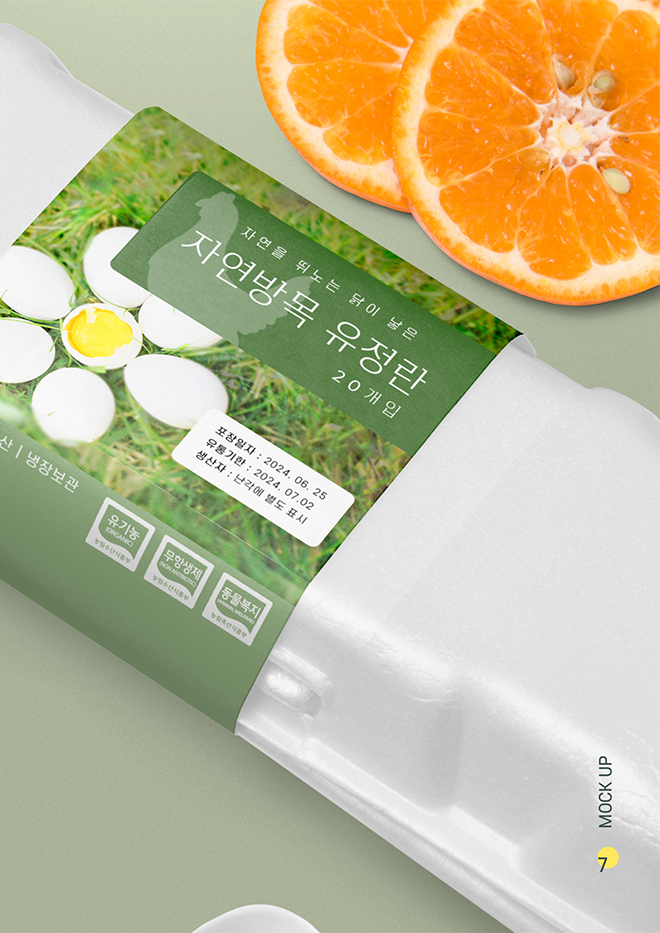 자연을 뛰노는 닭이 낳은
자연방목 유정란
20개입
포장일자 : 2024. 06. 25
유통기한 : 2024. 07.02
생산자 : 난각에 별도 표시
산 | 냉장보관
유기농
(ORGANIC)
농림축산식품부
무항생제
(NON ANTIBIOTIC)
농림축산식품부
동물복지
(ANIMAL WELFARE)
농림축산식품부
MOCK UP
7